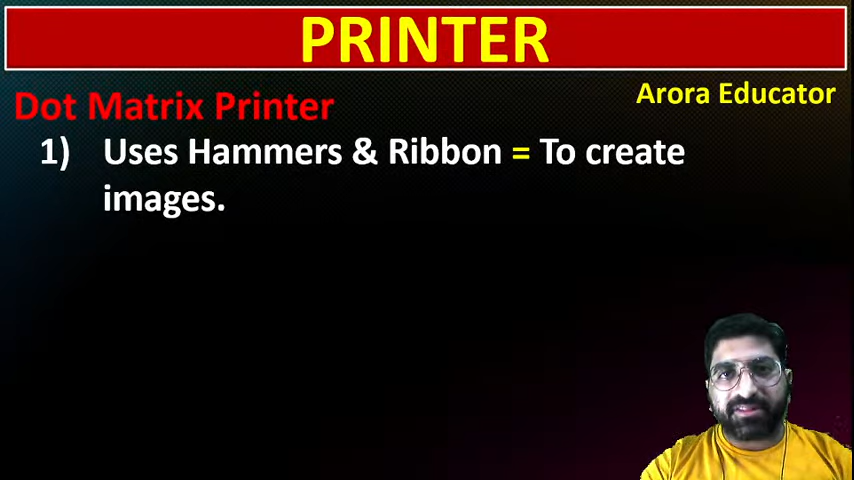 PRINTER
Arora Educator
Dot Matrix Printer
1) Uses Hammers & Ribbon = To create
images.